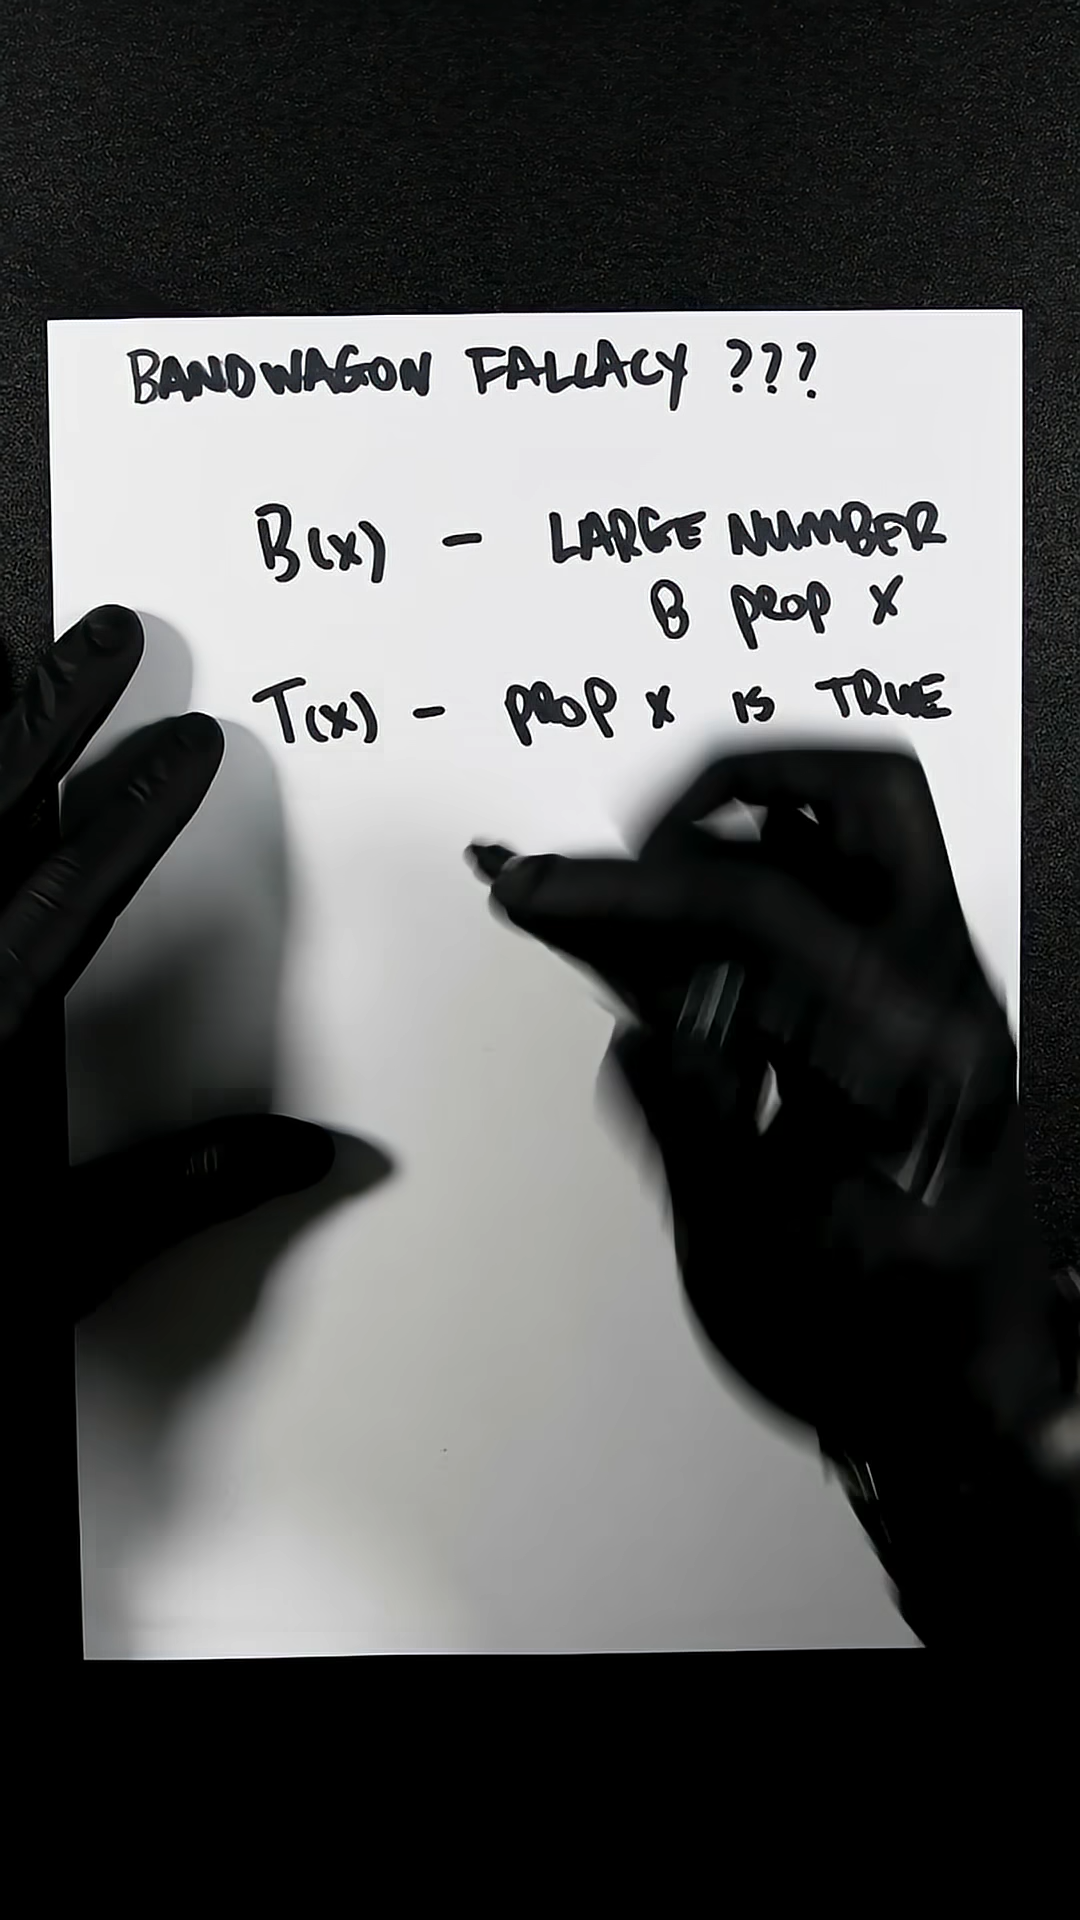 BANDWAGON FALLACY ???
B(x) - LARGE NUMBER
B PROP X
T(x) - PROP X IS TRUE